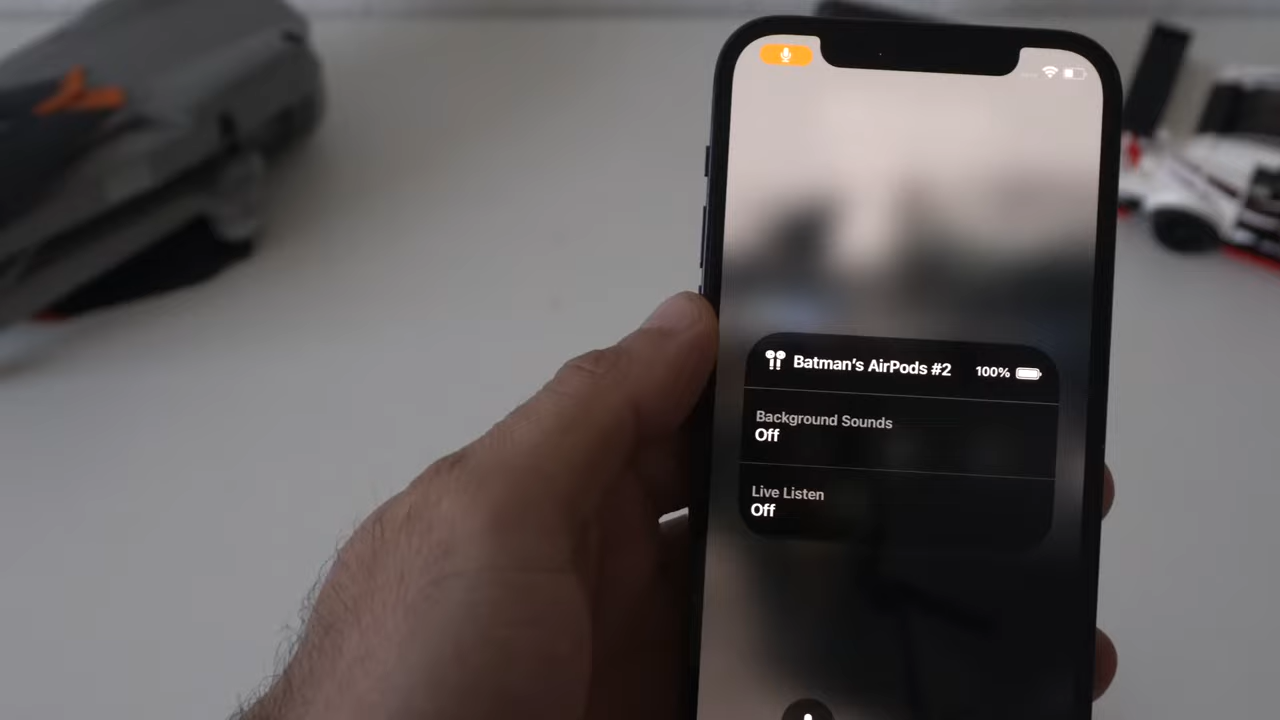 Batman's AirPods #2 100%
Background Sounds
Off
Live Listen
Off